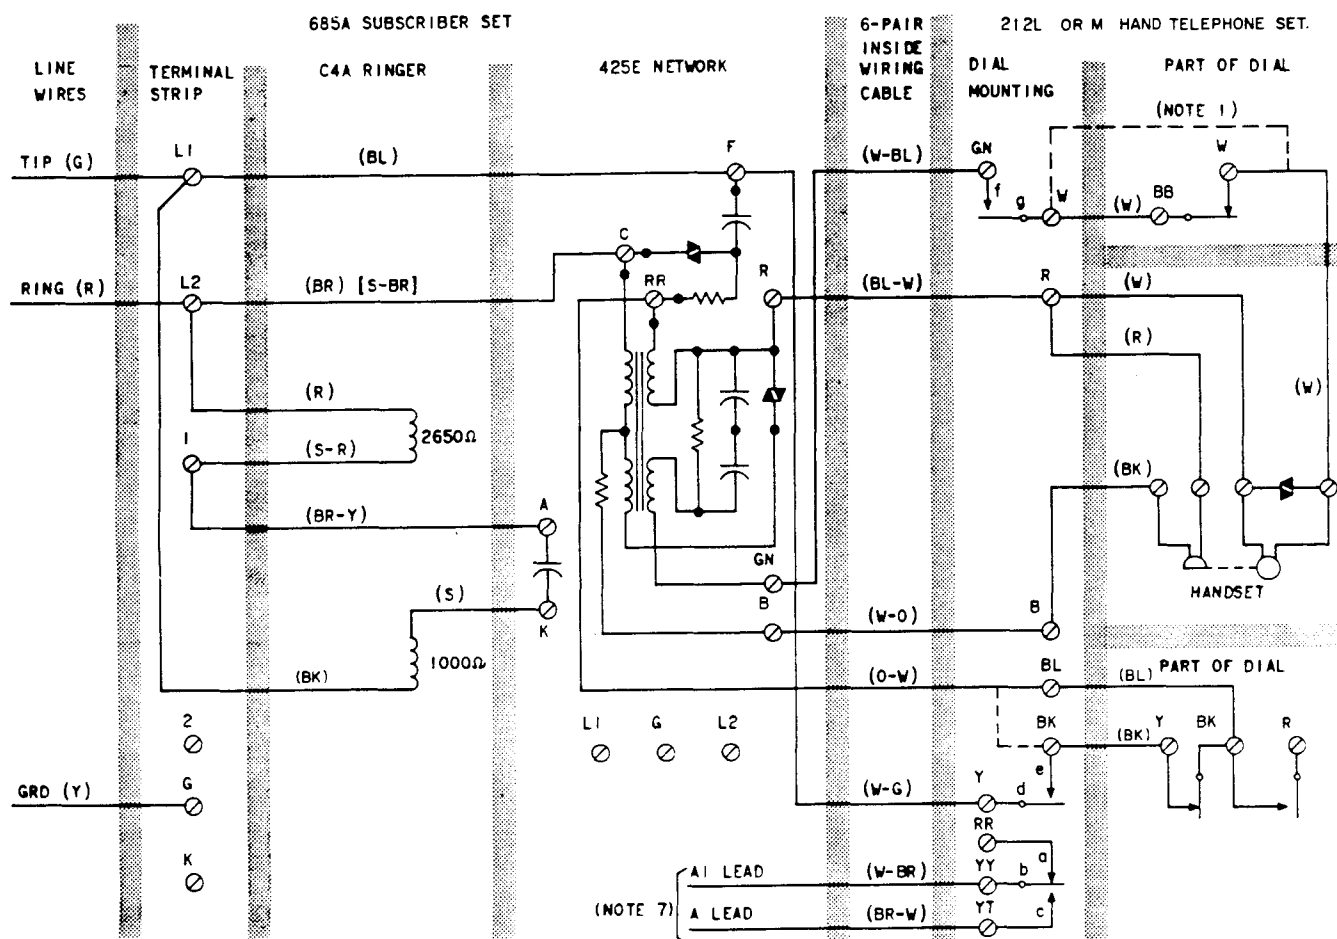 685A SUBSCRIBER SET
6-PAIR INSIDE WIRING CABLE
212L OR M HAND TELEPHONE SET.
LINE WIRES
TERMINAL STRIP
C4A RINGER
425E NETWORK
DIAL MOUNTING
PART OF DIAL
(NOTE 1)
TIP (G)
L1
(BL)
F
(W-BL)
GN
f
g
W
(W)
BB
W
C
RR
R
RING (R)
L2
(BR) [S-BR]
(BL-W)
R
(W)
(R)
(W)
(R)
2650Ω
1
(S-R)
(BK)
(BR-Y)
A
GN
(S)
K
B
HANDSET
(W-O)
B
1000Ω
(BK)
(O-W)
BL
(BL)
PART OF DIAL
2
L1
G
L2
BK
(BK)
Y
BK
R
e
GRD (Y)
G
(W-G)
Y
d
RR
a
K
(NOTE 7)
A1 LEAD
(W-BR)
YY
b
A LEAD
(BR-W)
YT
c